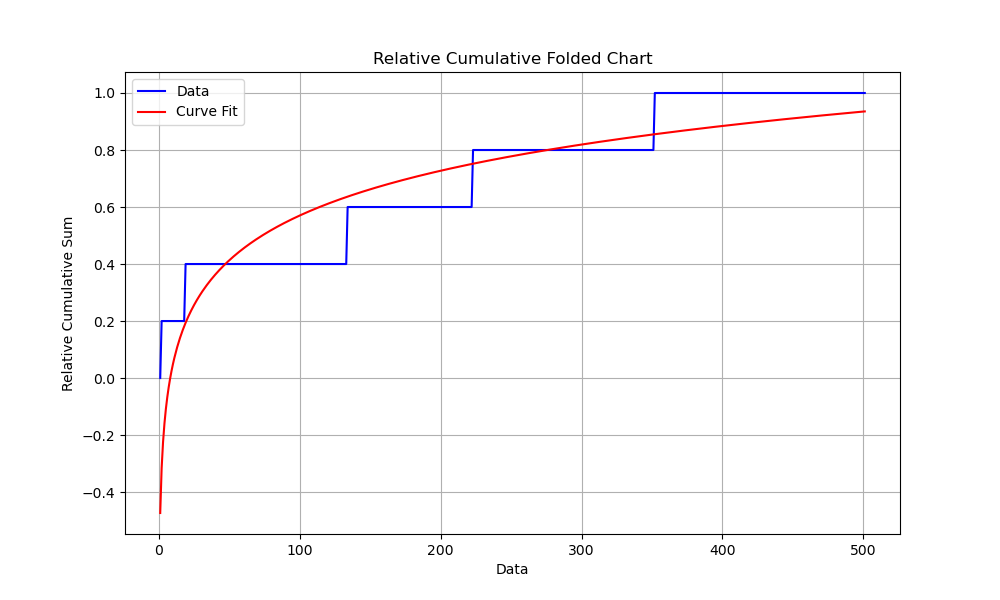 Relative Cumulative Folded Chart
Data
Curve Fit
1.0
0.8
0.6
0.4
0.2
0.0
−0.2
−0.4
Relative Cumulative Sum
0 100 200 300 400 500
Data